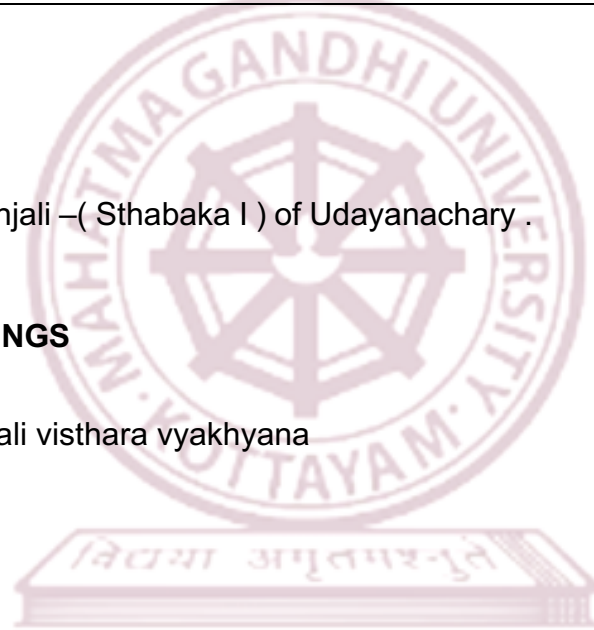 njali –( Sthabaka I ) of Udayanachary .
NGS
ali visthara vyakhyana
MAHATMA GANDHI UNIVERSITY
· KOTTAYAM ·
विद्यया अमृतमश्नुते